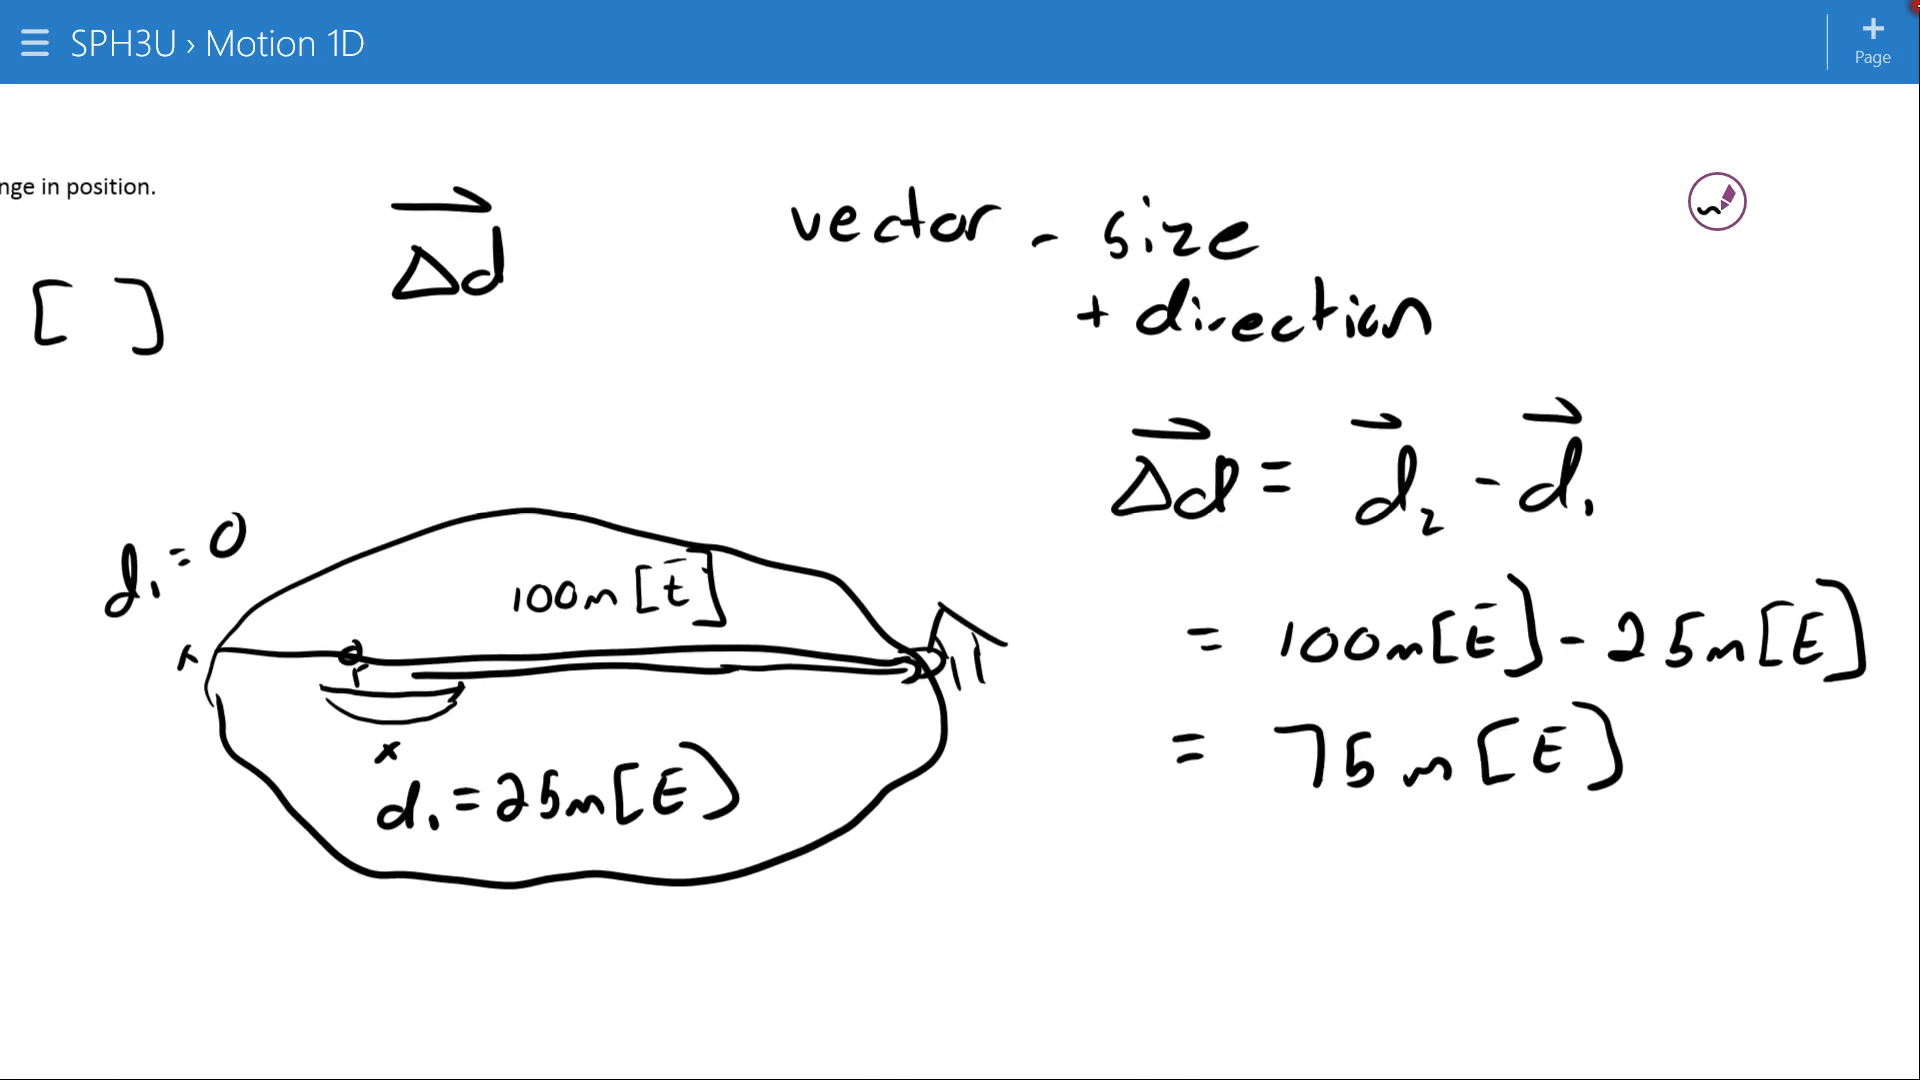 SPH3U › Motion 1D
Page
nge in position.
Δd
vector - size
+ direction
[ ]
Δd = d₂ - d₁
d₁ = 0
100m [E]
= 100m[E] - 25m[E]
x
= 75m[E]
x
d₁ = 25m[E]